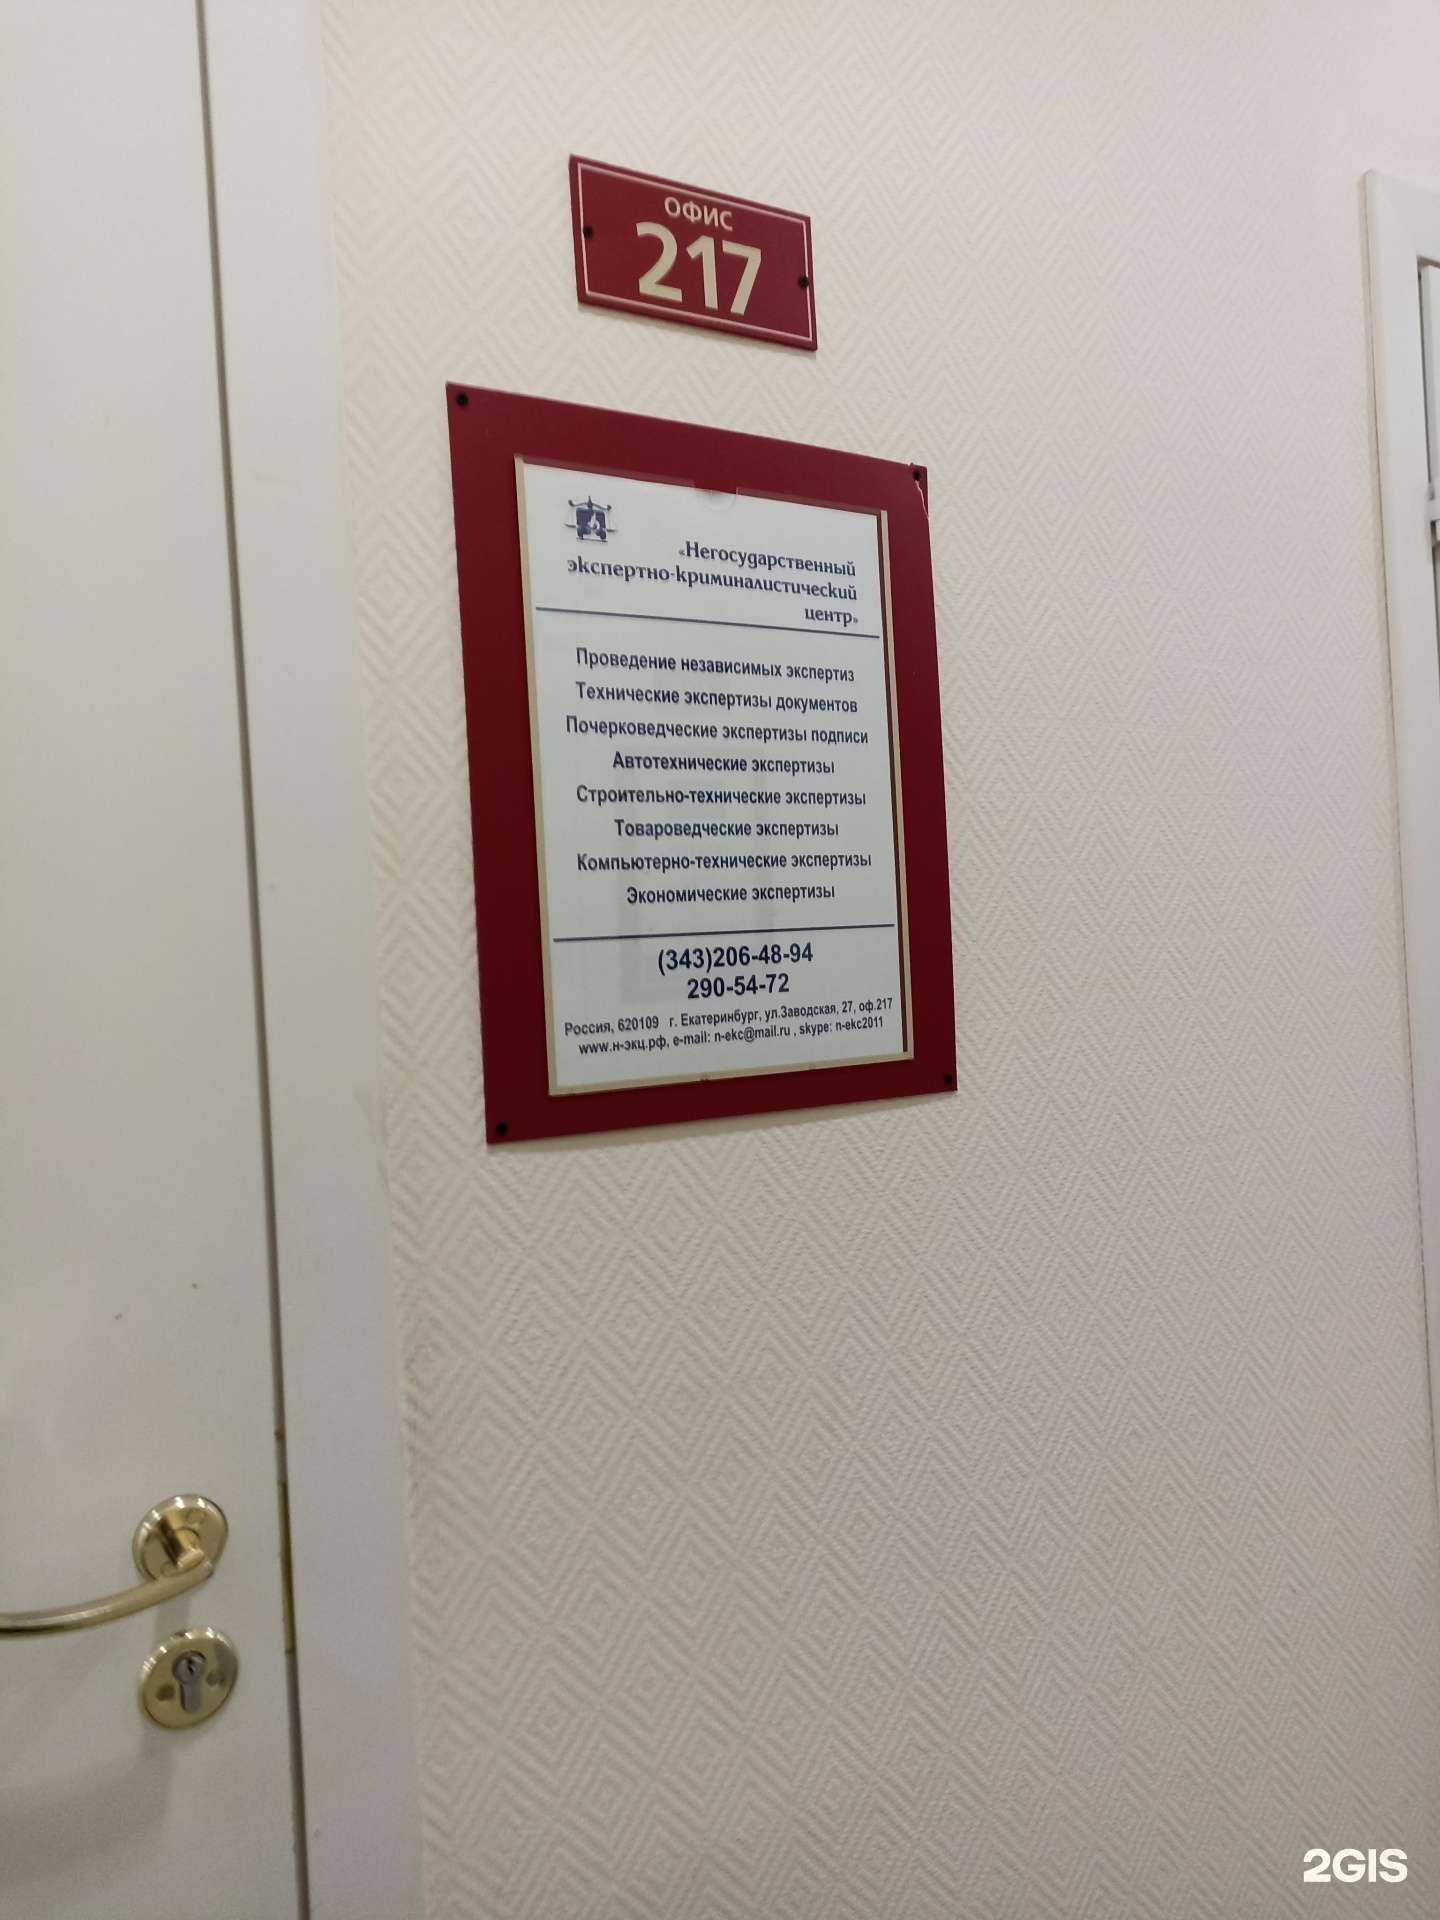 ОФИС
217
«Негосударственный
экспертно-криминалистический
центр»
Проведение независимых экспертиз
Технические экспертизы документов
Почерковедческие экспертизы подписи
Автотехнические экспертизы
Строительно-технические экспертизы
Товароведческие экспертизы
Компьютерно-технические экспертизы
Экономические экспертизы
(343)206-48-94
290-54-72
Россия, 620109 г. Екатеринбург, ул.Заводская, 27, оф.217
www.н-экц.рф, e-mail: n-ekc@mail.ru , skype: n-ekc2011
2GIS